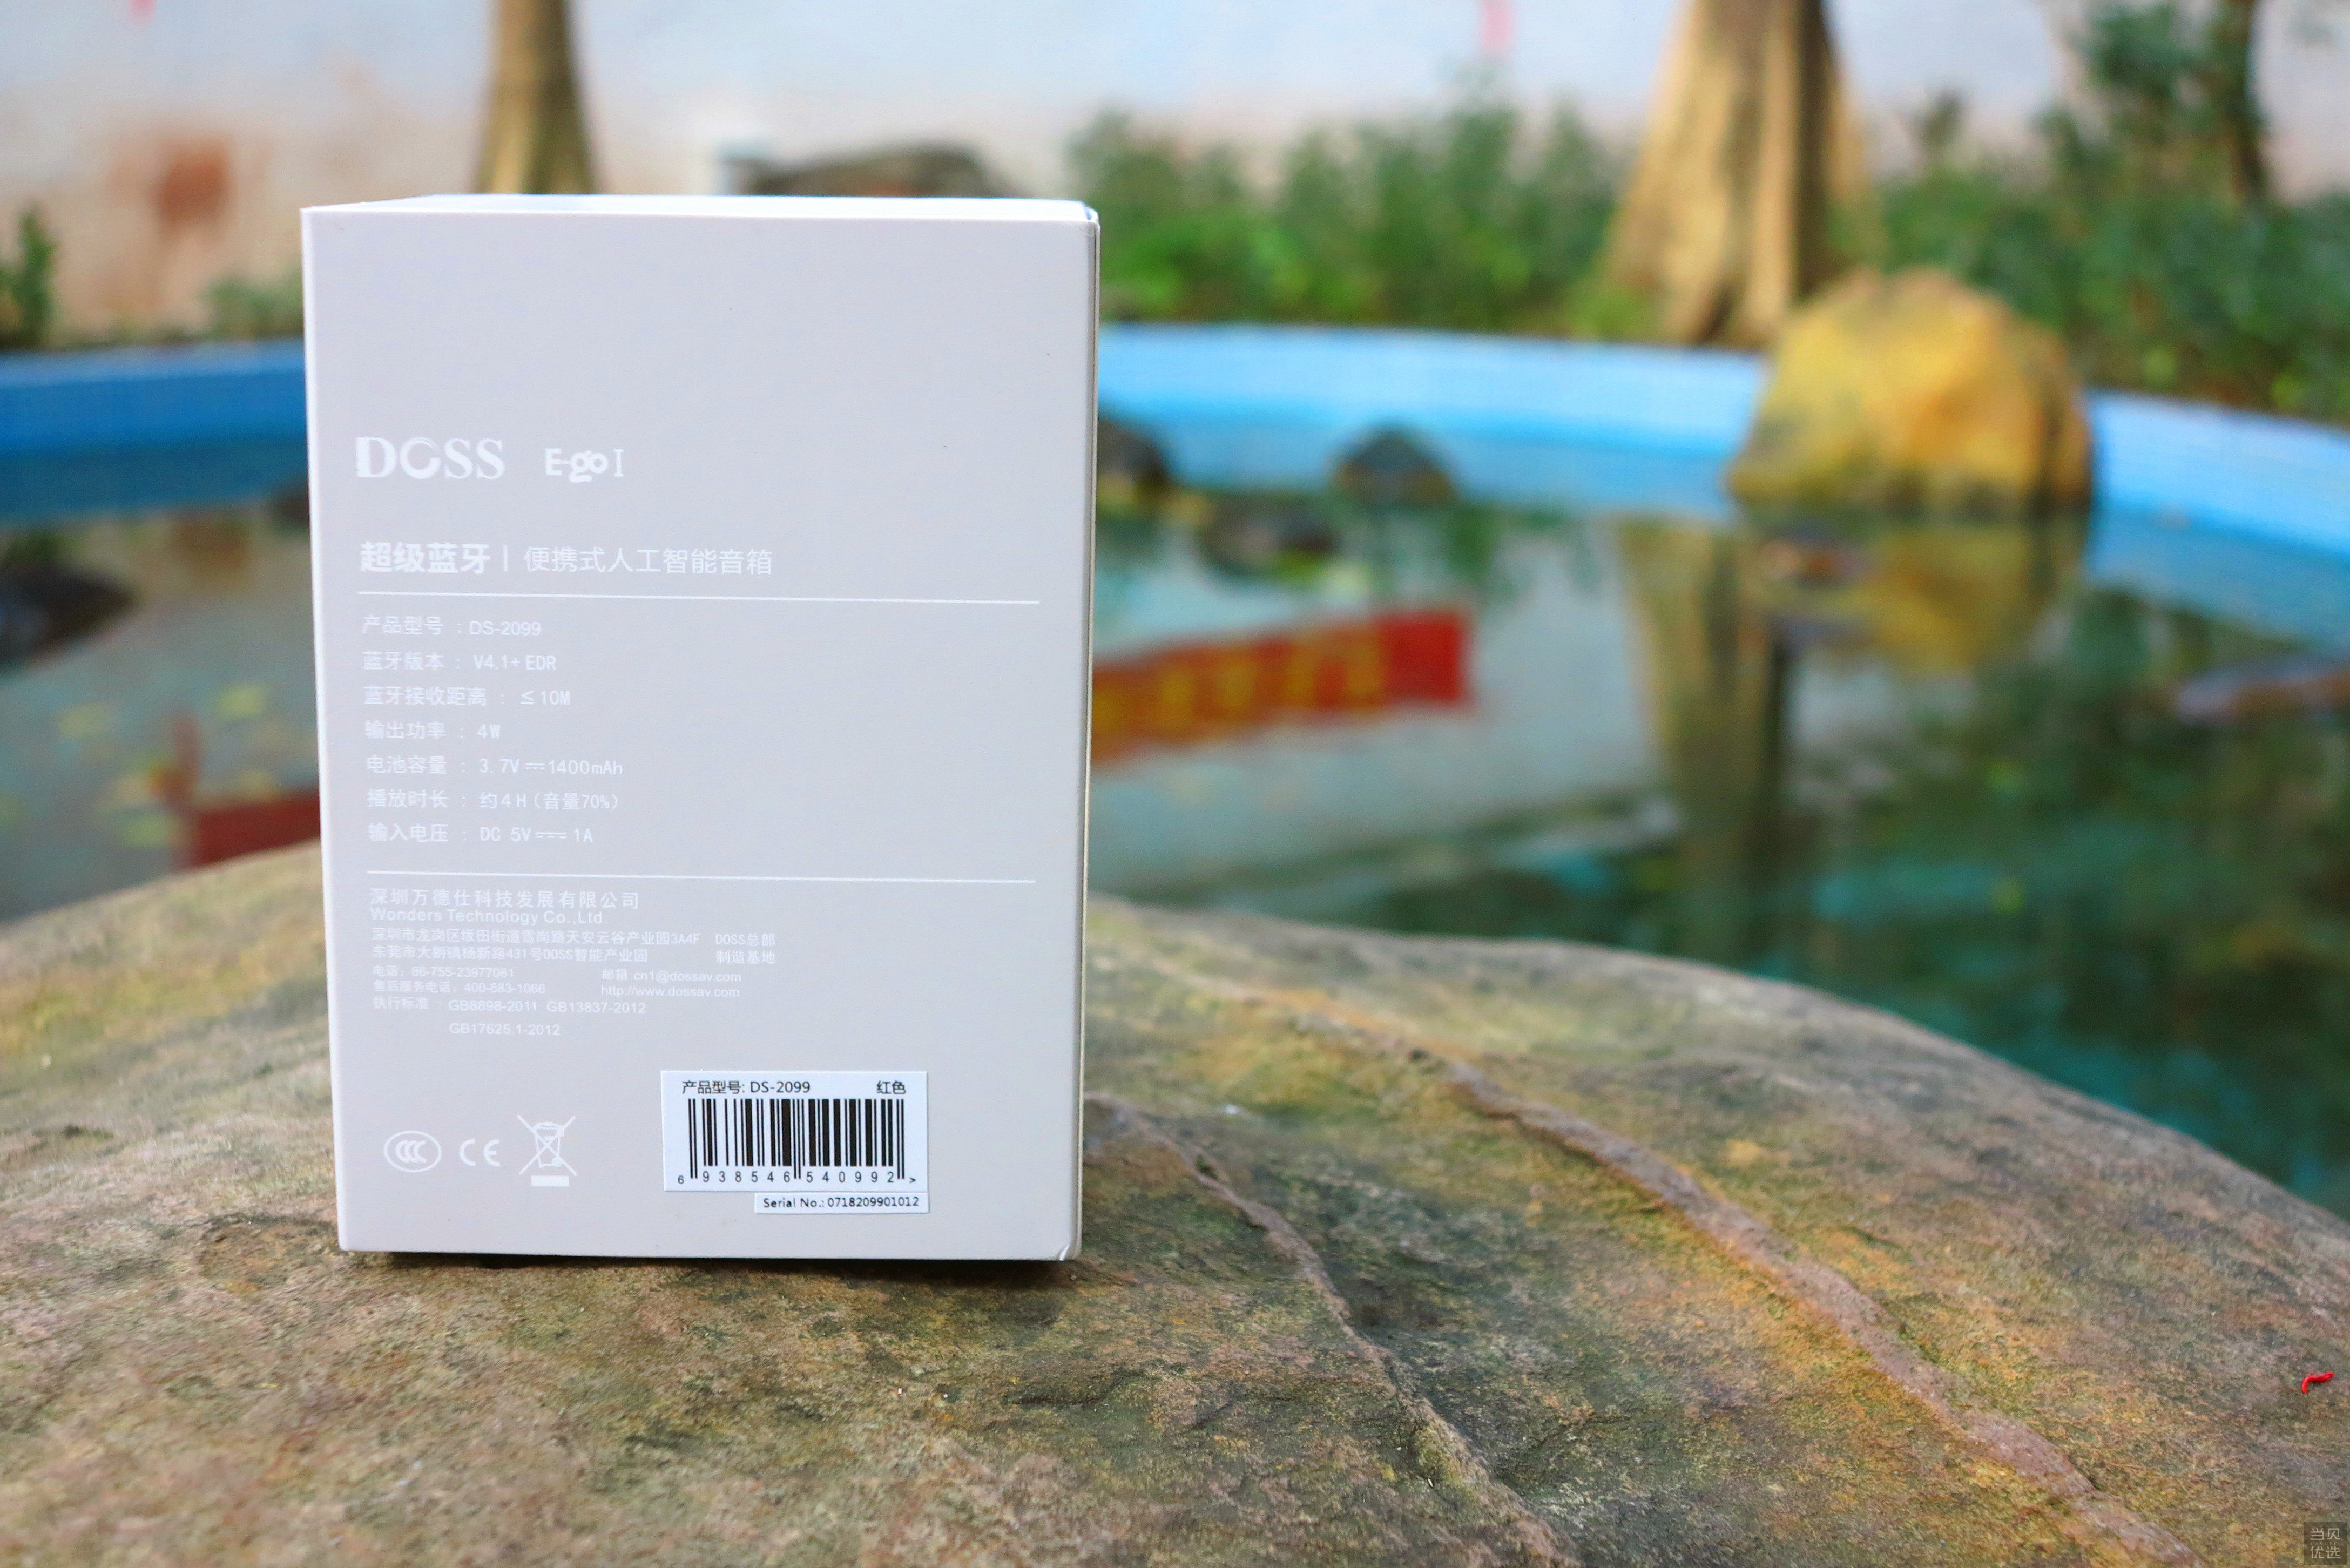 DOSS E-go I
超级蓝牙 | 便携式人工智能音箱
产品型号 : DS-2099
蓝牙版本 : V4.1+ EDR
蓝牙接收距离 : ≤10M
输出功率 : 4W
电池容量 : 3.7V⎓1400mAh
播放时长 : 约4H（音量70%）
输入电压 : DC 5V⎓1A
深圳万德仕科技发展有限公司
Wonders Technology Co.,Ltd.
深圳市龙岗区坂田街道雪岗路天安云谷产业园3A4F DOSS总部
东莞市大朗镇杨新路431号DOSS智能产业园 制造基地
电话：86-755-23977081 邮箱:cn1@dossav.com
售后服务电话：400-883-1066 http://www.dossav.com
执行标准 : GB8898-2011 GB13837-2012
GB17625.1-2012
CCC CE
产品型号: DS-2099 红色
6 938546 540992 >
Serial No.: 0718209901012
当贝
优选